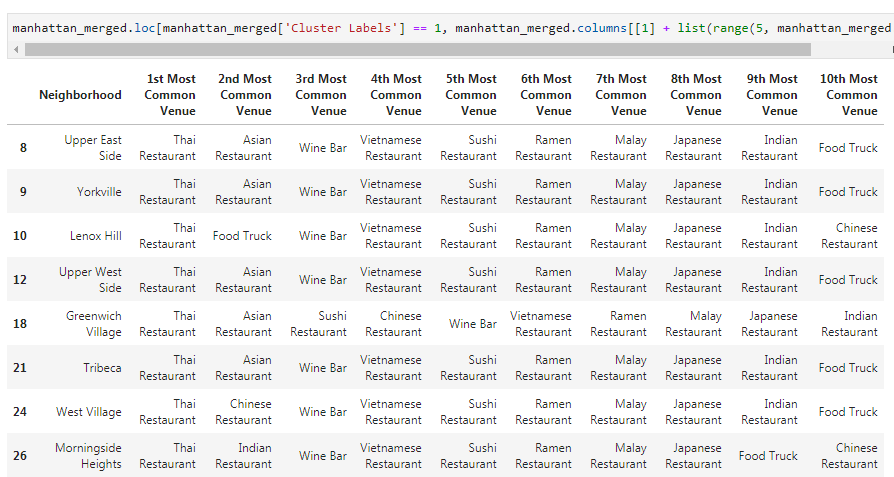 manhattan_merged.loc[manhattan_merged['Cluster Labels'] == 1, manhattan_merged.columns[[1] + list(range(5, manhattan_merged
Neighborhood 1st Most Common Venue 2nd Most Common Venue 3rd Most Common Venue 4th Most Common Venue 5th Most Common Venue 6th Most Common Venue 7th Most Common Venue 8th Most Common Venue 9th Most Common Venue 10th Most Common Venue
8 Upper East Side Thai Restaurant Asian Restaurant Wine Bar Vietnamese Restaurant Sushi Restaurant Ramen Restaurant Malay Restaurant Japanese Restaurant Indian Restaurant Food Truck
9 Yorkville Thai Restaurant Asian Restaurant Wine Bar Vietnamese Restaurant Sushi Restaurant Ramen Restaurant Malay Restaurant Japanese Restaurant Indian Restaurant Food Truck
10 Lenox Hill Thai Restaurant Food Truck Wine Bar Vietnamese Restaurant Sushi Restaurant Ramen Restaurant Malay Restaurant Japanese Restaurant Indian Restaurant Chinese Restaurant
12 Upper West Side Thai Restaurant Asian Restaurant Wine Bar Vietnamese Restaurant Sushi Restaurant Ramen Restaurant Malay Restaurant Japanese Restaurant Indian Restaurant Food Truck
18 Greenwich Village Thai Restaurant Asian Restaurant Sushi Restaurant Chinese Restaurant Wine Bar Vietnamese Restaurant Ramen Restaurant Malay Restaurant Japanese Restaurant Indian Restaurant
21 Tribeca Thai Restaurant Asian Restaurant Wine Bar Vietnamese Restaurant Sushi Restaurant Ramen Restaurant Malay Restaurant Japanese Restaurant Indian Restaurant Food Truck
24 West Village Thai Restaurant Chinese Restaurant Wine Bar Vietnamese Restaurant Sushi Restaurant Ramen Restaurant Malay Restaurant Japanese Restaurant Indian Restaurant Food Truck
26 Morningside Heights Thai Restaurant Indian Restaurant Wine Bar Vietnamese Restaurant Sushi Restaurant Ramen Restaurant Malay Restaurant Japanese Restaurant Food Truck Chinese Restaurant